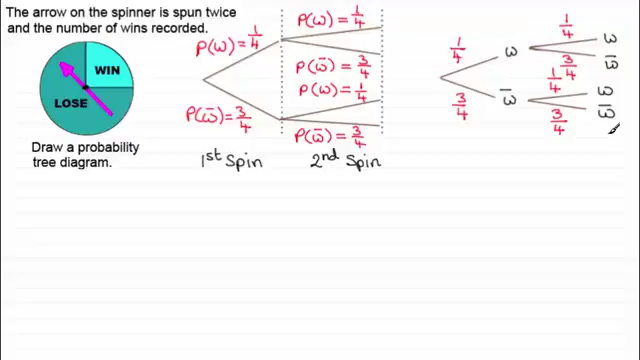 The arrow on the spinner is spun twice
and the number of wins recorded.
WIN
LOSE
Draw a probability
tree diagram.
P(ω) = 1/4
P(ω̄) = 3/4
P(ω) = 1/4
P(ω̄) = 3/4
P(ω) = 1/4
P(ω̄) = 3/4
1st Spin
2nd Spin
1/4
ω
3/4
ω̄
1/4
ω
3/4
ω̄
1/4
ω
3/4
ω̄